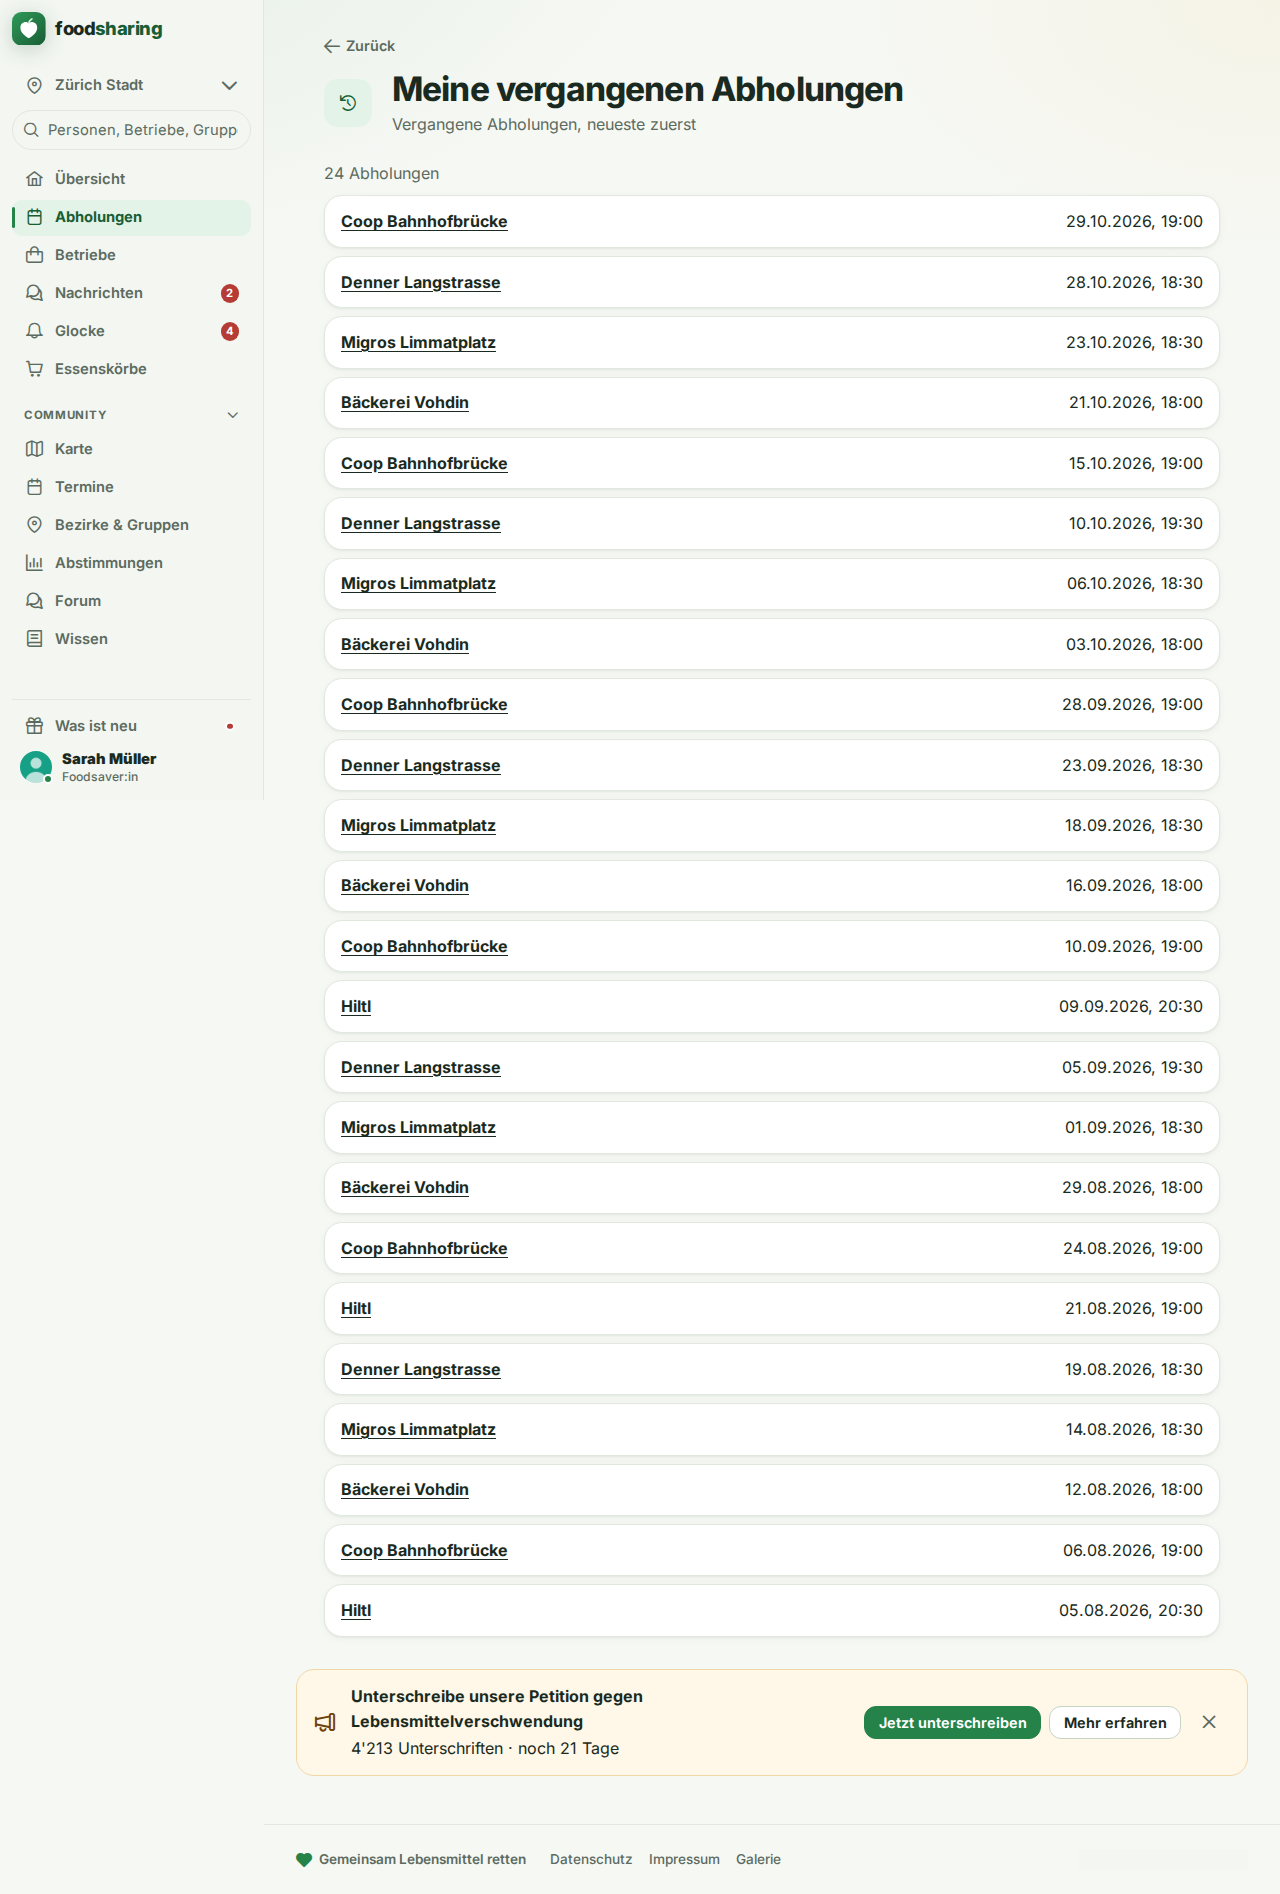 foodsharing
Zürich Stadt
Personen, Betriebe, Grupp
Übersicht
Abholungen
Betriebe
Nachrichten 2
Glocke 4
Essenskörbe
COMMUNITY
Karte
Termine
Bezirke & Gruppen
Abstimmungen
Forum
Wissen
Was ist neu
Sarah Müller
Foodsaver:in
Zurück
Meine vergangenen Abholungen
Vergangene Abholungen, neueste zuerst
24 Abholungen
Coop Bahnhofbrücke 29.10.2026, 19:00
Denner Langstrasse 28.10.2026, 18:30
Migros Limmatplatz 23.10.2026, 18:30
Bäckerei Vohdin 21.10.2026, 18:00
Coop Bahnhofbrücke 15.10.2026, 19:00
Denner Langstrasse 10.10.2026, 19:30
Migros Limmatplatz 06.10.2026, 18:30
Bäckerei Vohdin 03.10.2026, 18:00
Coop Bahnhofbrücke 28.09.2026, 19:00
Denner Langstrasse 23.09.2026, 18:30
Migros Limmatplatz 18.09.2026, 18:30
Bäckerei Vohdin 16.09.2026, 18:00
Coop Bahnhofbrücke 10.09.2026, 19:00
Hiltl 09.09.2026, 20:30
Denner Langstrasse 05.09.2026, 19:30
Migros Limmatplatz 01.09.2026, 18:30
Bäckerei Vohdin 29.08.2026, 18:00
Coop Bahnhofbrücke 24.08.2026, 19:00
Hiltl 21.08.2026, 19:00
Denner Langstrasse 19.08.2026, 18:30
Migros Limmatplatz 14.08.2026, 18:30
Bäckerei Vohdin 12.08.2026, 18:00
Coop Bahnhofbrücke 06.08.2026, 19:00
Hiltl 05.08.2026, 20:30
Unterschreibe unsere Petition gegen
Lebensmittelverschwendung
4'213 Unterschriften · noch 21 Tage
Jetzt unterschreiben Mehr erfahren
Gemeinsam Lebensmittel retten Datenschutz Impressum Galerie